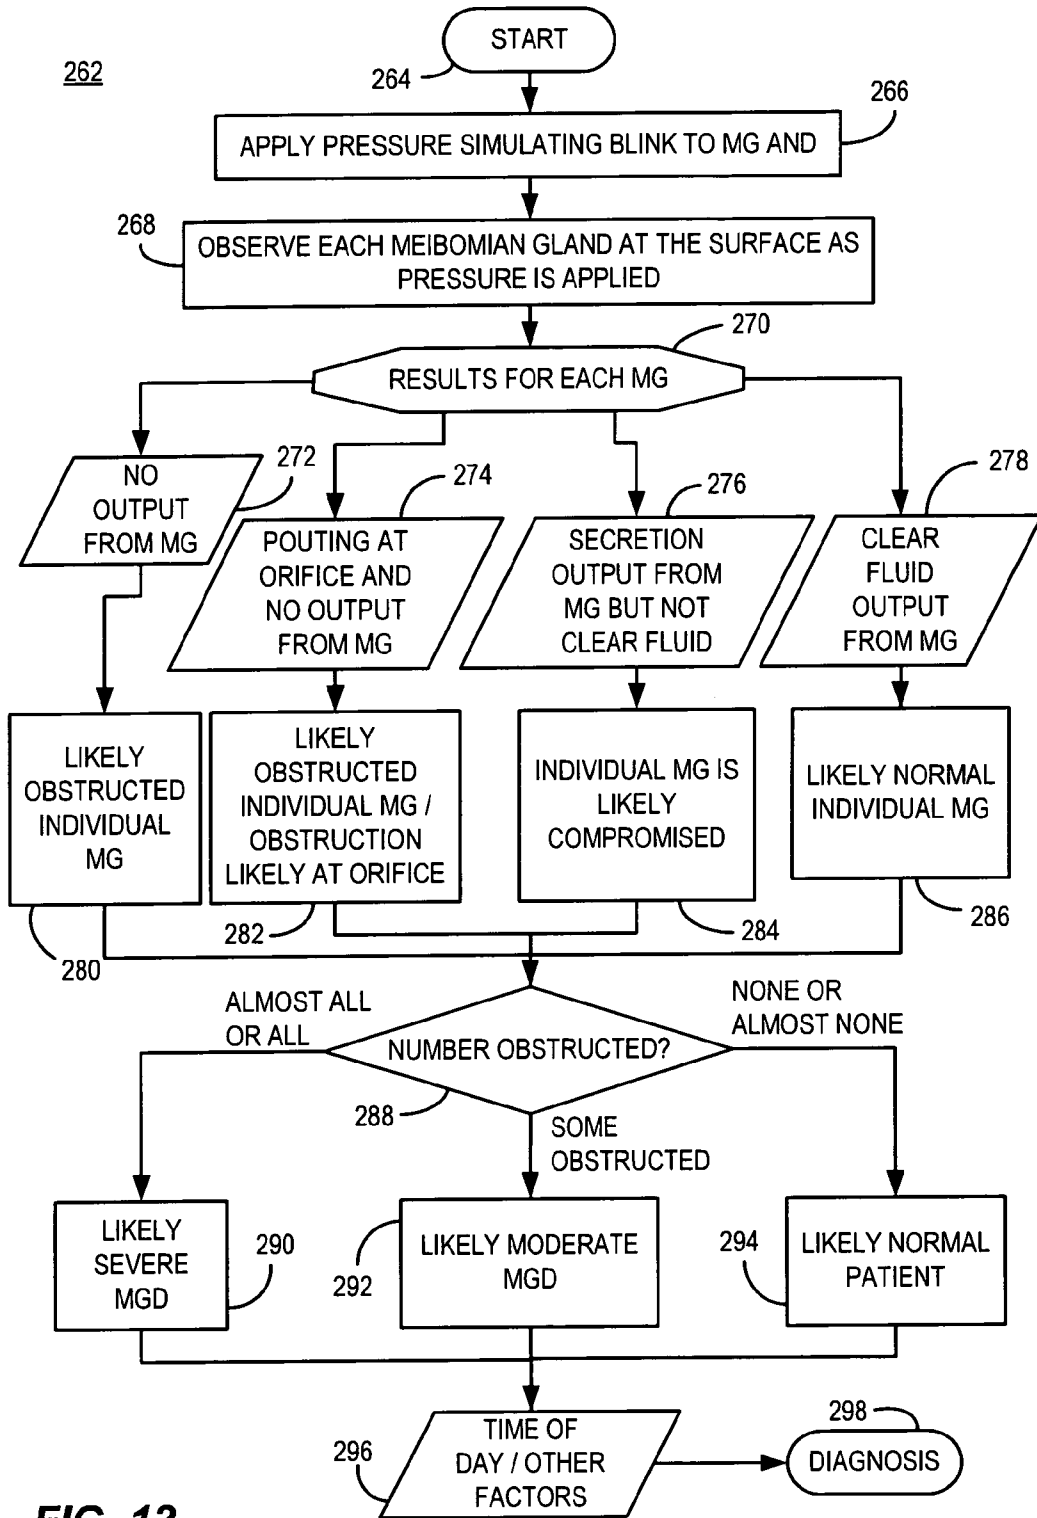 START
262
264
266
APPLY PRESSURE SIMULATING BLINK TO MG AND
268
OBSERVE EACH MEIBOMIAN GLAND AT THE SURFACE AS
PRESSURE IS APPLIED
270
RESULTS FOR EACH MG
NO
OUTPUT
FROM MG
272
POUTING AT
ORIFICE AND
NO OUTPUT
FROM MG
274
SECRETION
OUTPUT FROM
MG BUT NOT
CLEAR FLUID
276
CLEAR
FLUID
OUTPUT
FROM MG
278
LIKELY
OBSTRUCTED
INDIVIDUAL
MG
LIKELY
OBSTRUCTED
INDIVIDUAL MG /
OBSTRUCTION
LIKELY AT ORIFICE
INDIVIDUAL MG IS
LIKELY
COMPROMISED
LIKELY NORMAL
INDIVIDUAL MG
280
282
284
286
ALMOST ALL
OR ALL
NONE OR
ALMOST NONE
NUMBER OBSTRUCTED?
288
SOME
OBSTRUCTED
LIKELY
SEVERE
MGD
290
292
LIKELY MODERATE
MGD
294
LIKELY NORMAL
PATIENT
296
TIME OF
DAY / OTHER
FACTORS
298
DIAGNOSIS